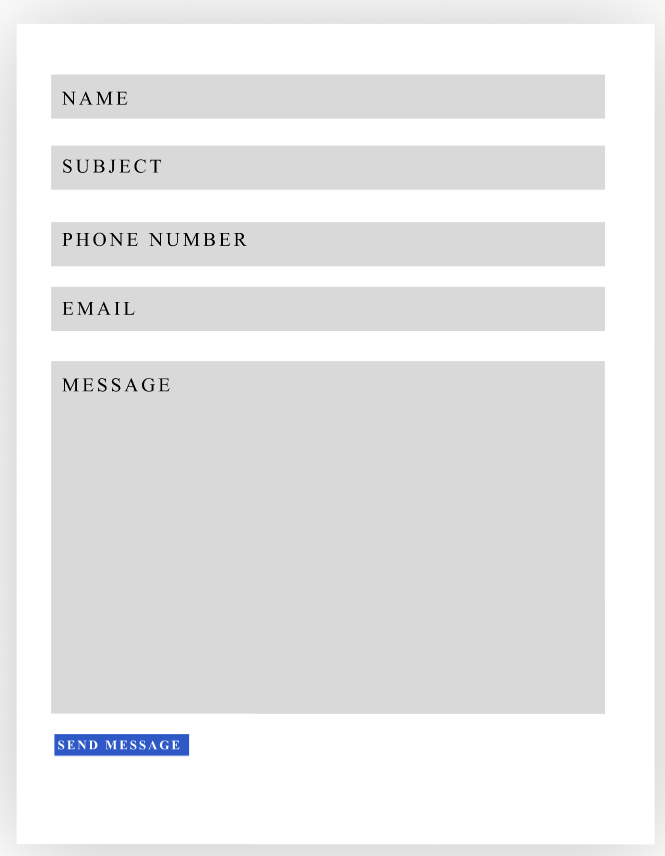 NAME
SUBJECT
PHONE NUMBER
EMAIL
MESSAGE
SEND MESSAGE